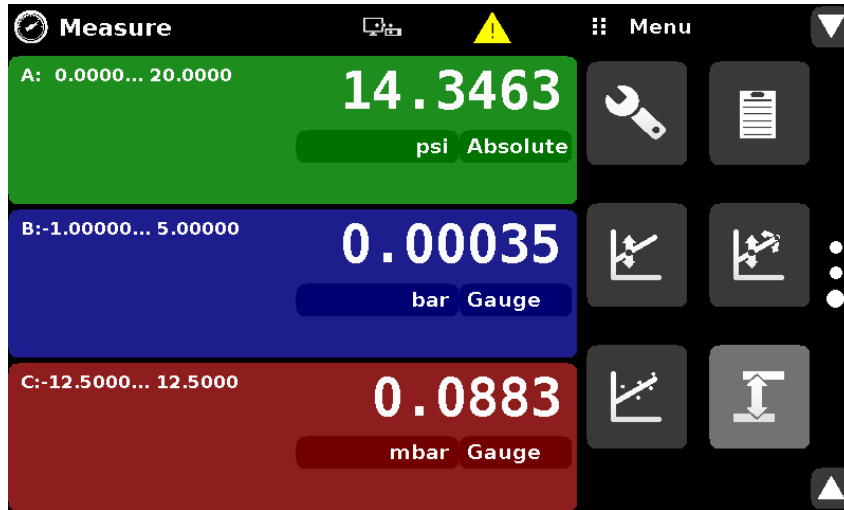 Measure
Menu
A: 0.0000... 20.0000
14.3463
psi Absolute
B:-1.00000... 5.00000
0.00035
bar Gauge
C:-12.5000... 12.5000
0.0883
mbar Gauge